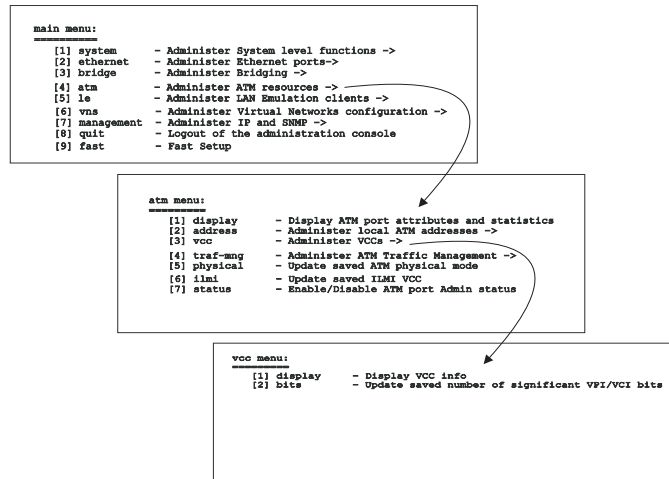 main menu:
==========
[1] system - Administer System level functions ->
[2] ethernet - Administer Ethernet ports->
[3] bridge - Administer Bridging ->
[4] atm - Administer ATM resources ->
[5] le - Administer LAN Emulation clients ->
[6] vns - Administer Virtual Networks configuration ->
[7] management - Administer IP and SNMP ->
[8] quit - Logout of the administration console
[9] fast - Fast Setup
atm menu:
=========
[1] display - Display ATM port attributes and statistics
[2] address - Administer local ATM addresses ->
[3] vcc - Administer VCCs ->
[4] traf-mng - Administer ATM Traffic Management ->
[5] physical - Update saved ATM physical mode
[6] ilmi - Update saved ILMI VCC
[7] status - Enable/Disable ATM port Admin status
vcc menu:
=========
[1] display - Display VCC info
[2] bits - Update saved number of significant VPI/VCI bits